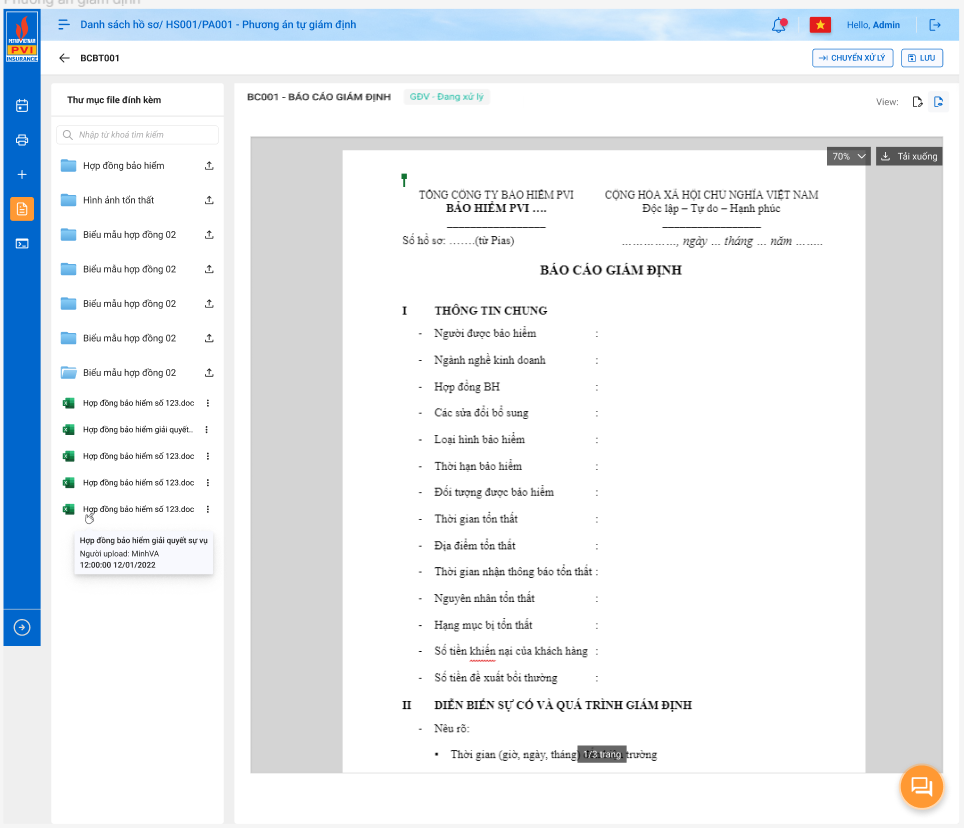 Phương án giám định
PETROVIETNAM
PVI
INSURANCE
Danh sách hồ sơ/ HS001/PA001 - Phương án tự giám định
Hello, Admin
BCBT001
CHUYỂN XỬ LÝ
LƯU
Thư mục file đính kèm
Nhập từ khoá tìm kiếm
Hợp đồng bảo hiểm
Hình ảnh tổn thất
Biểu mẫu hợp đồng 02
Biểu mẫu hợp đồng 02
Biểu mẫu hợp đồng 02
Biểu mẫu hợp đồng 02
Biểu mẫu hợp đồng 02
Hợp đồng bảo hiểm số 123.doc
Hợp đồng bảo hiểm giải quyết..
Hợp đồng bảo hiểm số 123.doc
Hợp đồng bảo hiểm số 123.doc
Hợp đồng bảo hiểm số 123.doc
Hợp đồng bảo hiểm giải quyết sự vụ
Người upload: MinhVA
12:00:00 12/01/2022
BC001 - BÁO CÁO GIÁM ĐỊNH
GĐV - Đang xử lý
View:
70%
Tải xuống
TỔNG CÔNG TY BẢO HIỂM PVI
BẢO HIỂM PVI ….
CỘNG HÒA XÃ HỘI CHỦ NGHĨA VIỆT NAM
Độc lập – Tự do – Hạnh phúc
Số hồ sơ: …….(từ Pias)
……………, ngày … tháng … năm ……..
BÁO CÁO GIÁM ĐỊNH
I THÔNG TIN CHUNG
- Người được bảo hiểm :
- Ngành nghề kinh doanh :
- Hợp đồng BH :
- Các sửa đổi bổ sung :
- Loại hình bảo hiểm :
- Thời hạn bảo hiểm :
- Đối tượng được bảo hiểm :
- Thời gian tổn thất :
- Địa điểm tổn thất :
- Thời gian nhận thông báo tổn thất :
- Nguyên nhân tổn thất :
- Hạng mục bị tổn thất :
- Số tiền khiến nại của khách hàng :
- Số tiền đề xuất bồi thường :
II DIỄN BIẾN SỰ CỐ VÀ QUÁ TRÌNH GIÁM ĐỊNH
- Nêu rõ:
• Thời gian (giờ, ngày, tháng) trường
1/3 trang